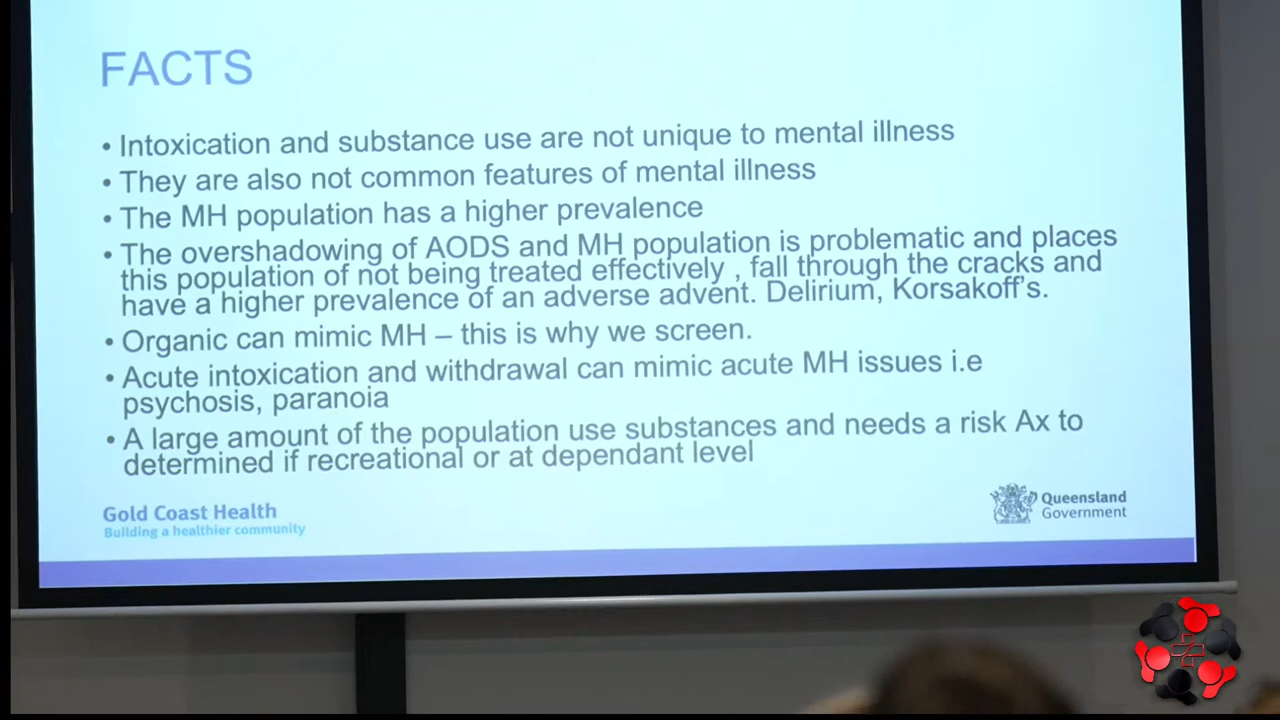 FACTS
• Intoxication and substance use are not unique to mental illness
• They are also not common features of mental illness
• The MH population has a higher prevalence
• The overshadowing of AODS and MH population is problematic and places
this population of not being treated effectively , fall through the cracks and
have a higher prevalence of an adverse advent. Delirium, Korsakoff's.
• Organic can mimic MH – this is why we screen.
• Acute intoxication and withdrawal can mimic acute MH issues i.e
psychosis, paranoia
• A large amount of the population use substances and needs a risk Ax to
determined if recreational or at dependant level
Gold Coast Health
Building a healthier community
Queensland
Government